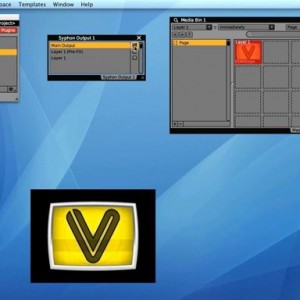 pace Templates Window Help
Project
Plugins
Syphon Output 1
Main Output
Layer 1 (Pre-FX)
Layer 1
Syphon Output 1
Media Bin 1
Layer 1
Immediately
Page
Layer 1
V